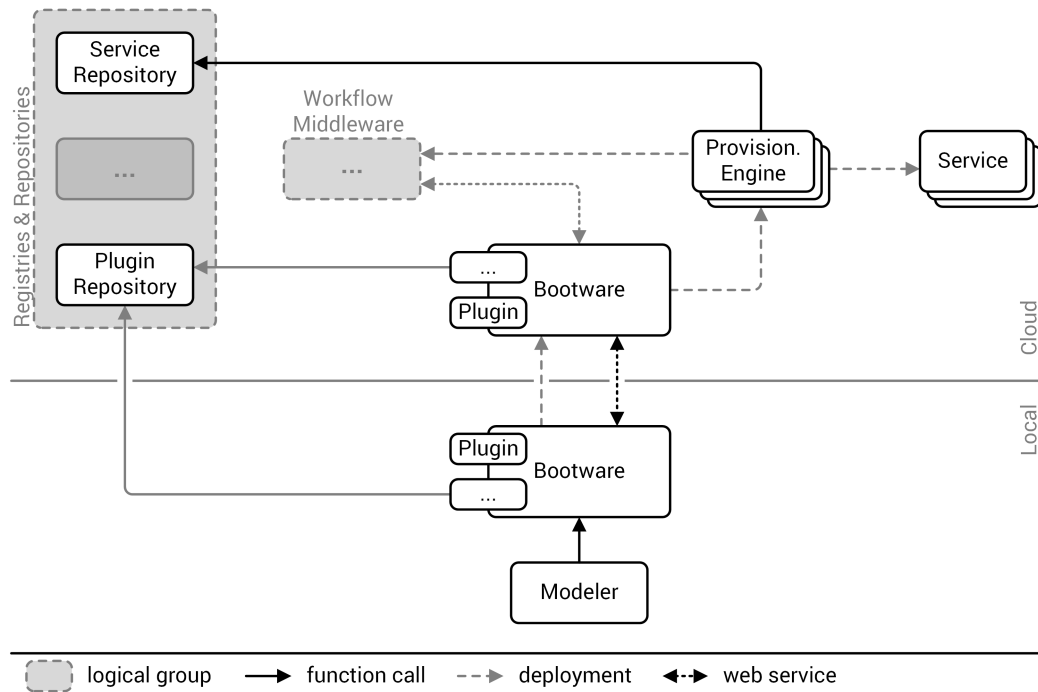 Service
Repository
Registries & Repositories
...
Plugin
Repository
Workflow
Middleware
...
Provision.
Engine
Service
...
Bootware
Plugin
Cloud
Local
Plugin
Bootware
...
Modeler
logical group
function call
deployment
web service